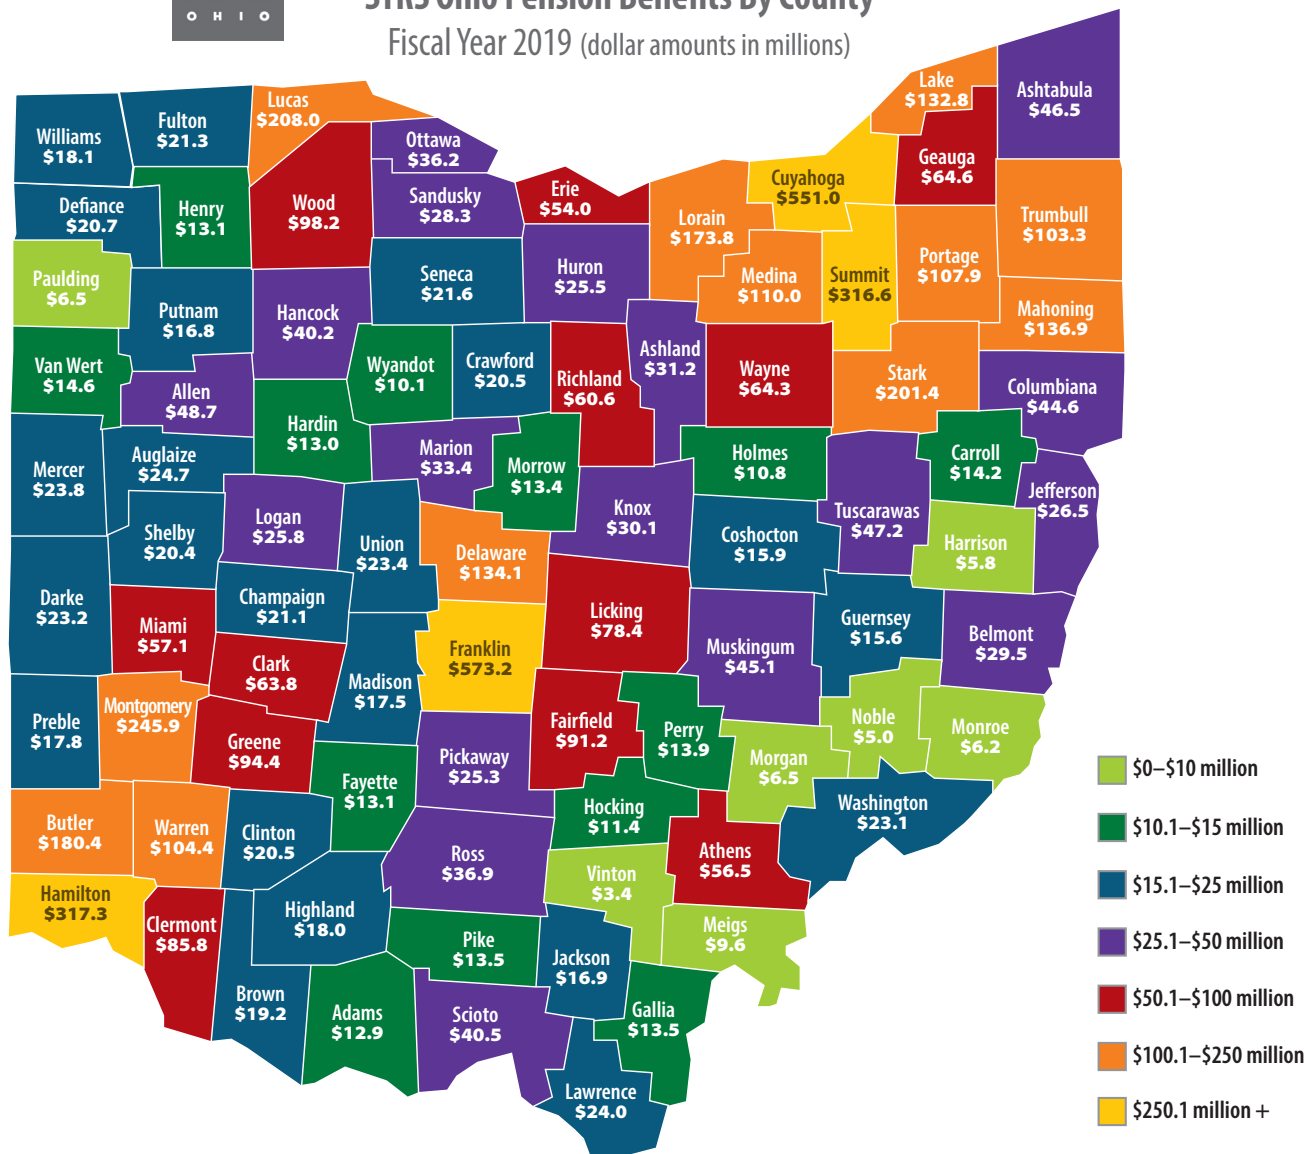 OHIO
STRS Ohio Pension Benefits By County
Fiscal Year 2019 (dollar amounts in millions)
Williams
$18.1
Fulton
$21.3
Lucas
$208.0
Ottawa
$36.2
Lake
$132.8
Ashtabula
$46.5
Geauga
$64.6
Cuyahoga
$551.0
Defiance
$20.7
Henry
$13.1
Wood
$98.2
Sandusky
$28.3
Erie
$54.0
Lorain
$173.8
Trumbull
$103.3
Paulding
$6.5
Putnam
$16.8
Hancock
$40.2
Seneca
$21.6
Huron
$25.5
Medina
$110.0
Summit
$316.6
Portage
$107.9
Mahoning
$136.9
Van Wert
$14.6
Allen
$48.7
Wyandot
$10.1
Crawford
$20.5
Richland
$60.6
Ashland
$31.2
Wayne
$64.3
Stark
$201.4
Columbiana
$44.6
Hardin
$13.0
Mercer
$23.8
Auglaize
$24.7
Marion
$33.4
Morrow
$13.4
Holmes
$10.8
Carroll
$14.2
Jefferson
$26.5
Shelby
$20.4
Logan
$25.8
Union
$23.4
Delaware
$134.1
Knox
$30.1
Coshocton
$15.9
Tuscarawas
$47.2
Harrison
$5.8
Darke
$23.2
Miami
$57.1
Champaign
$21.1
Clark
$63.8
Madison
$17.5
Franklin
$573.2
Licking
$78.4
Muskingum
$45.1
Guernsey
$15.6
Belmont
$29.5
Preble
$17.8
Montgomery
$245.9
Greene
$94.4
Fayette
$13.1
Pickaway
$25.3
Fairfield
$91.2
Perry
$13.9
Morgan
$6.5
Noble
$5.0
Monroe
$6.2
Butler
$180.4
Warren
$104.4
Clinton
$20.5
Ross
$36.9
Hocking
$11.4
Athens
$56.5
Washington
$23.1
Hamilton
$317.3
Clermont
$85.8
Highland
$18.0
Vinton
$3.4
Meigs
$9.6
Brown
$19.2
Adams
$12.9
Pike
$13.5
Scioto
$40.5
Jackson
$16.9
Gallia
$13.5
Lawrence
$24.0
$0–$10 million
$10.1–$15 million
$15.1–$25 million
$25.1–$50 million
$50.1–$100 million
$100.1–$250 million
$250.1 million +